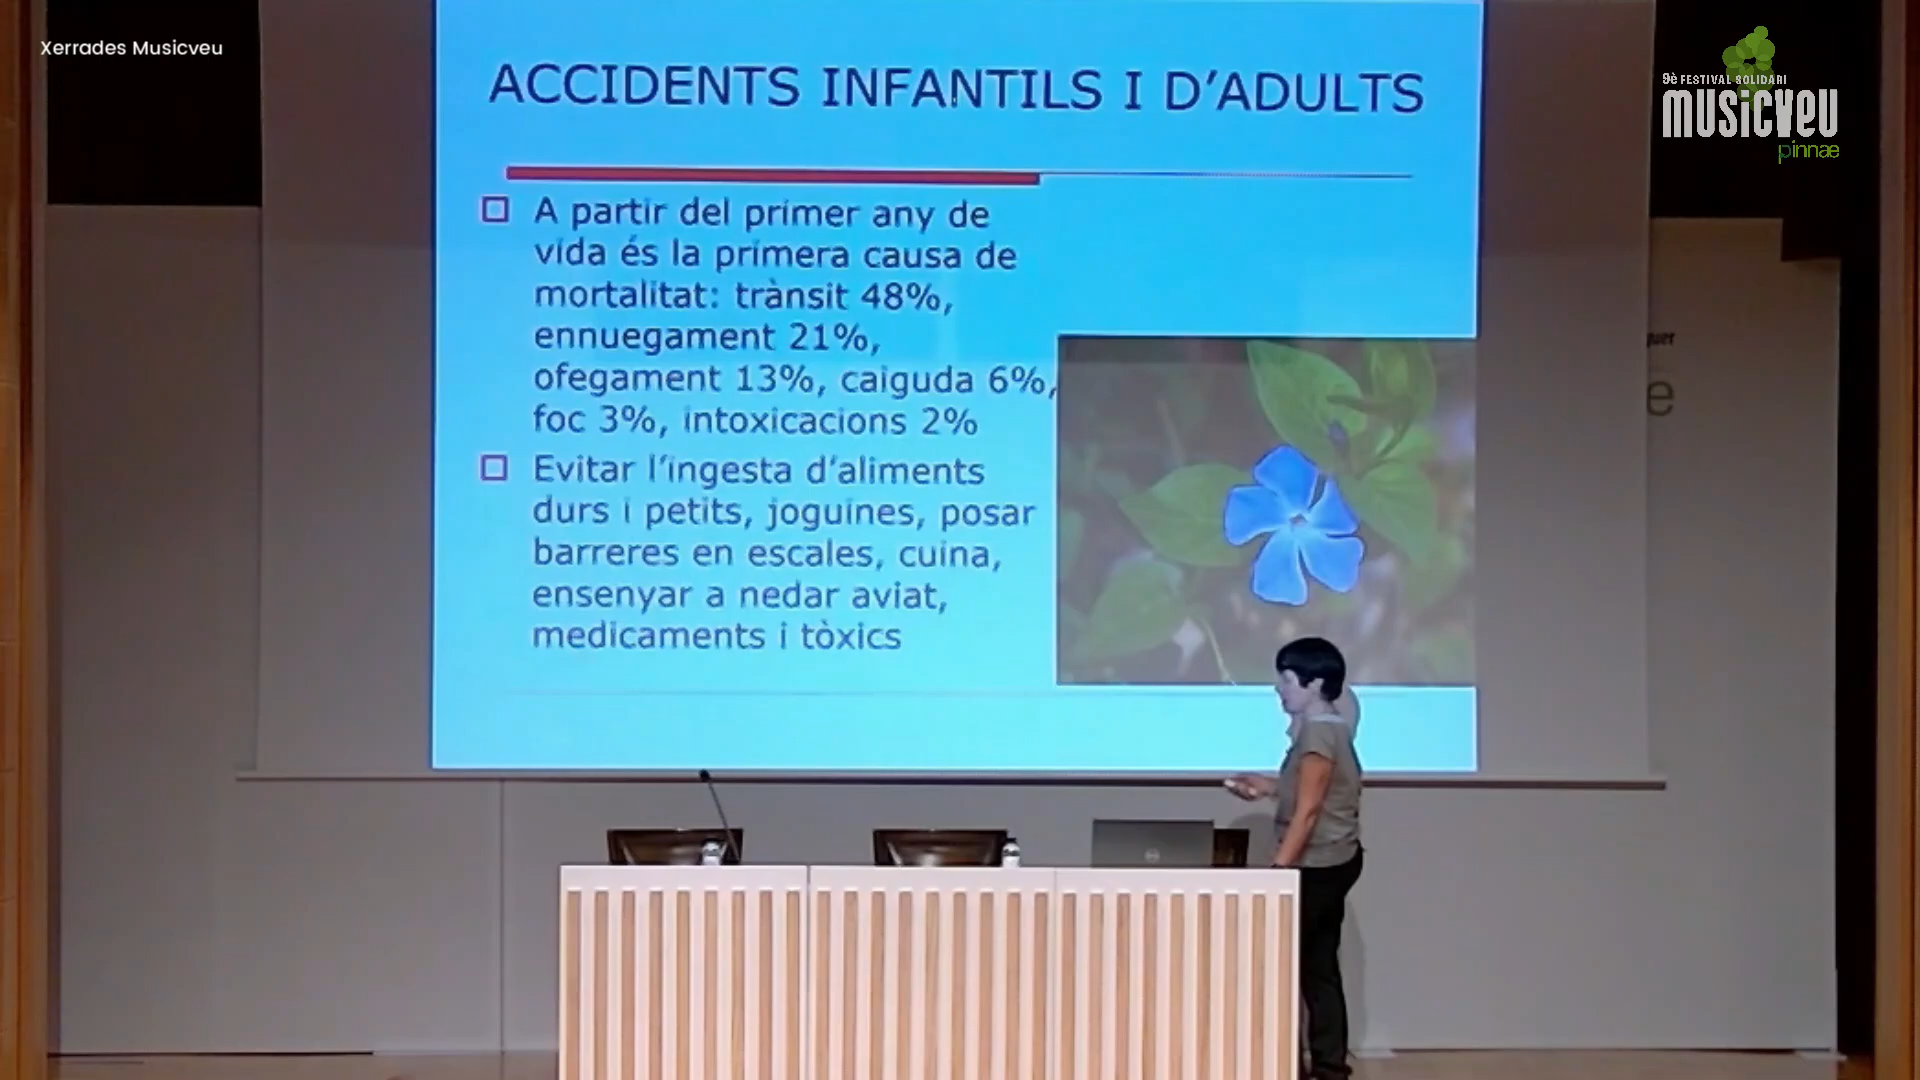 Xerrades Musicveu
9è FESTIVAL SOLIDARI
musicveu
pinnae
ACCIDENTS INFANTILS I D'ADULTS
A partir del primer any de
vida és la primera causa de
mortalitat: trànsit 48%,
ennuegament 21%,
ofegament 13%, caiguda 6%,
foc 3%, intoxicacions 2%
Evitar l'ingesta d'aliments
durs i petits, joguines, posar
barreres en escales, cuina,
ensenyar a nedar aviat,
medicaments i tòxics